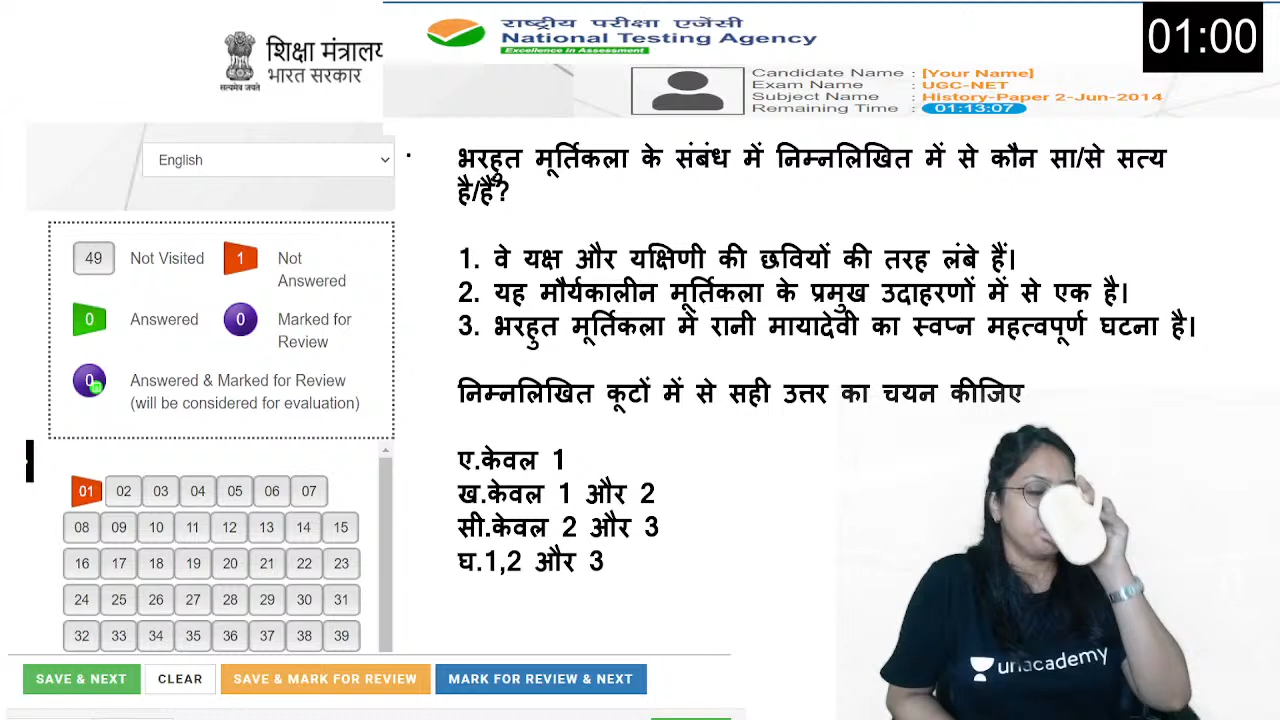 शिक्षा मंत्रालय
भारत सरकार
सत्यमेव जयते
राष्ट्रीय परीक्षा एजेंसी
National Testing Agency
Excellence in Assessment
01:00
Candidate Name : [Your Name]
Exam Name : UGC-NET
Subject Name : History-Paper 2-Jun-2014
Remaining Time : 01:13:07
English
49 Not Visited 1 Not Answered
0 Answered 0 Marked for Review
0 Answered & Marked for Review
(will be considered for evaluation)
01 02 03 04 05 06 07
08 09 10 11 12 13 14 15
16 17 18 19 20 21 22 23
24 25 26 27 28 29 30 31
32 33 34 35 36 37 38 39
SAVE & NEXT CLEAR SAVE & MARK FOR REVIEW MARK FOR REVIEW & NEXT
भरहुत मूर्तिकला के संबंध में निम्नलिखित में से कौन सा/से सत्य
है/हैं?
1. वे यक्ष और यक्षिणी की छवियों की तरह लंबे हैं।
2. यह मौर्यकालीन मूर्तिकला के प्रमुख उदाहरणों में से एक है।
3. भरहुत मूर्तिकला में रानी मायादेवी का स्वप्न महत्वपूर्ण घटना है।
निम्नलिखित कूटों में से सही उत्तर का चयन कीजिए
ए.केवल 1
ख.केवल 1 और 2
सी.केवल 2 और 3
घ.1,2 और 3
unacademy